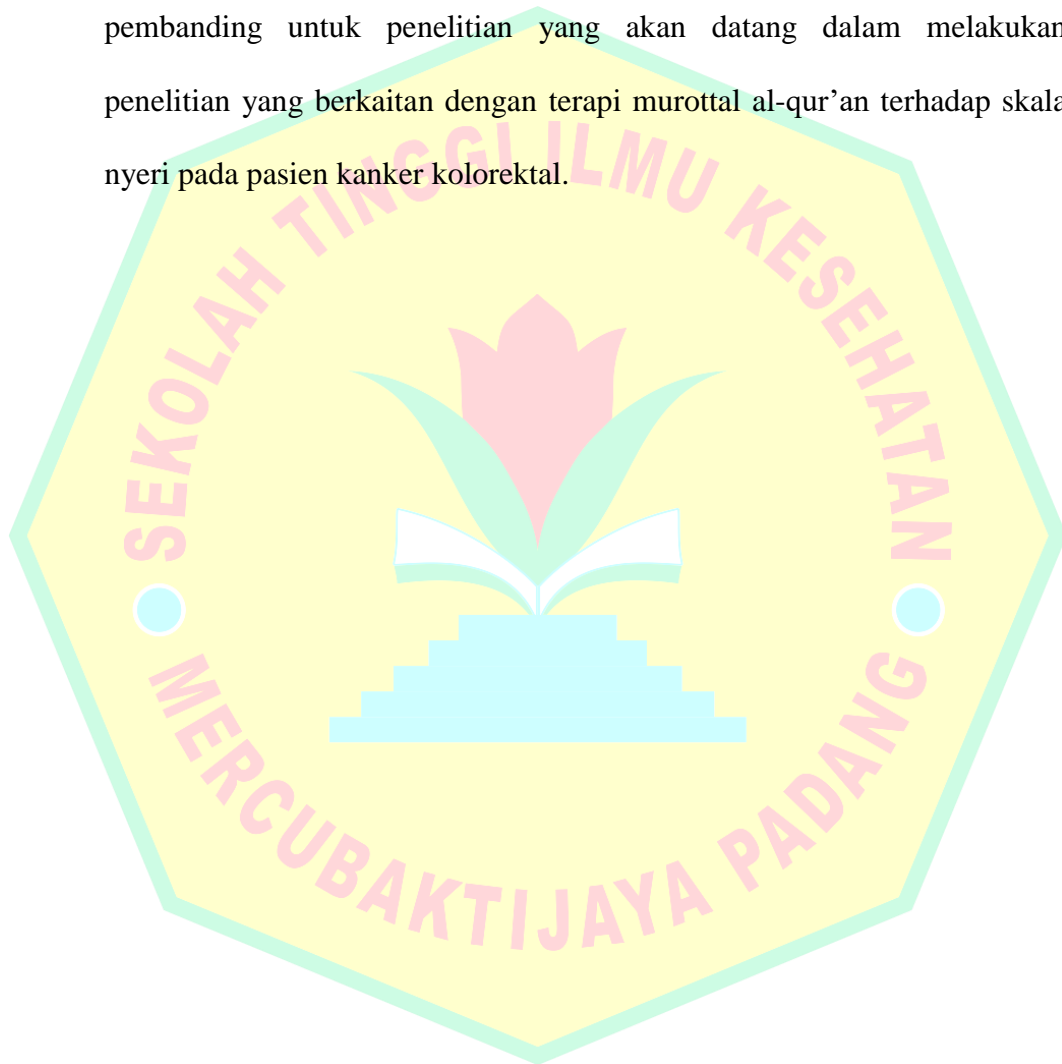 pembanding untuk penelitian yang akan datang dalam melakukan
penelitian yang berkaitan dengan terapi murottal al-qur’an terhadap skala
nyeri pada pasien kanker kolorektal.
SEKOLAH TINGGI ILMU KESEHATAN
MERCUBAKTIJAYA PADANG